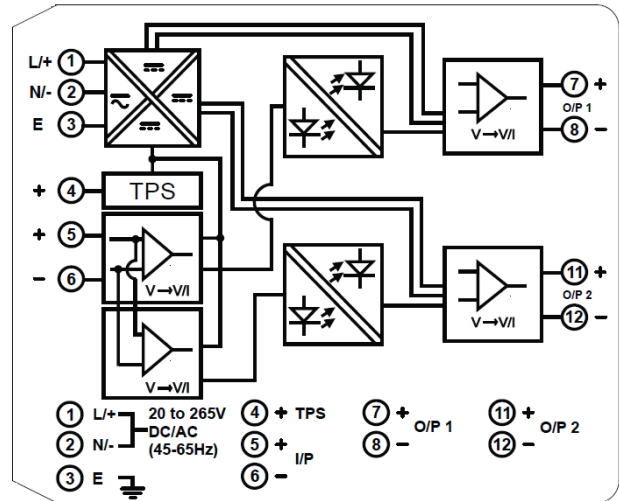 L/+ 1
N/- 2
E 3
+ 4 TPS
+ 5
- 6
V→V/I
V→V/I
V→V/I
7 +
O/P 1
8 −
V→V/I
11 +
O/P 2
12 −
1 L/+
2 N/-
20 to 265V
DC/AC
(45-65Hz)
3 E
4 + TPS
5 +
I/P
6 −
7 +
O/P 1
8 −
11 +
O/P 2
12 −